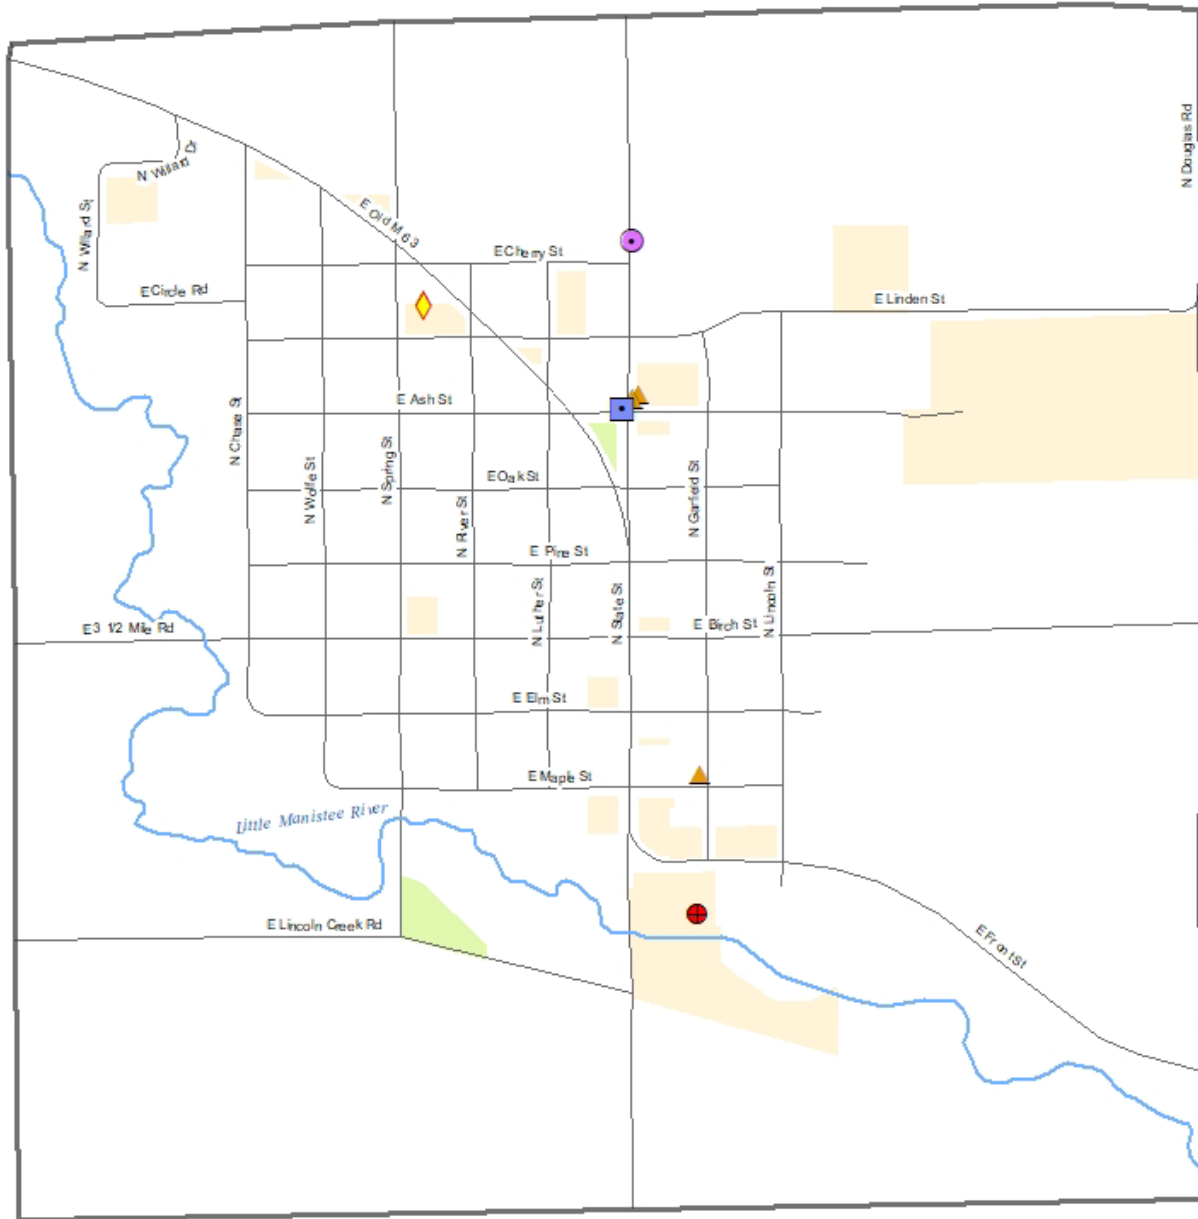 N Douglas Rd
N Willard Dr
N Willard St
E Old M 63
E Cherry St
E Circle Rd
E Linden St
E Ash St
N Chase St
N Spring St
E Oak St
N Wolfe St
N Garfield St
N River St
E Pine St
N Luther St
N State St
N Lincoln St
E 3 1/2 Mile Rd
E Birch St
E Elm St
E Maple St
Little Manistee River
E Lincoln Creek Rd
E Front St